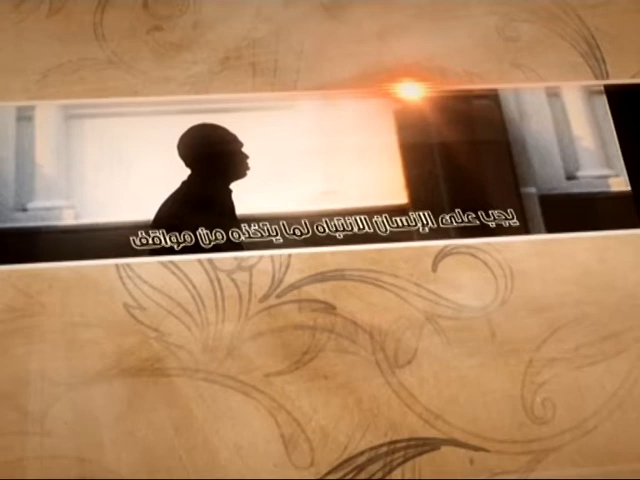 يجب على الإنسان الانتباه لما يتخذه من مواقف